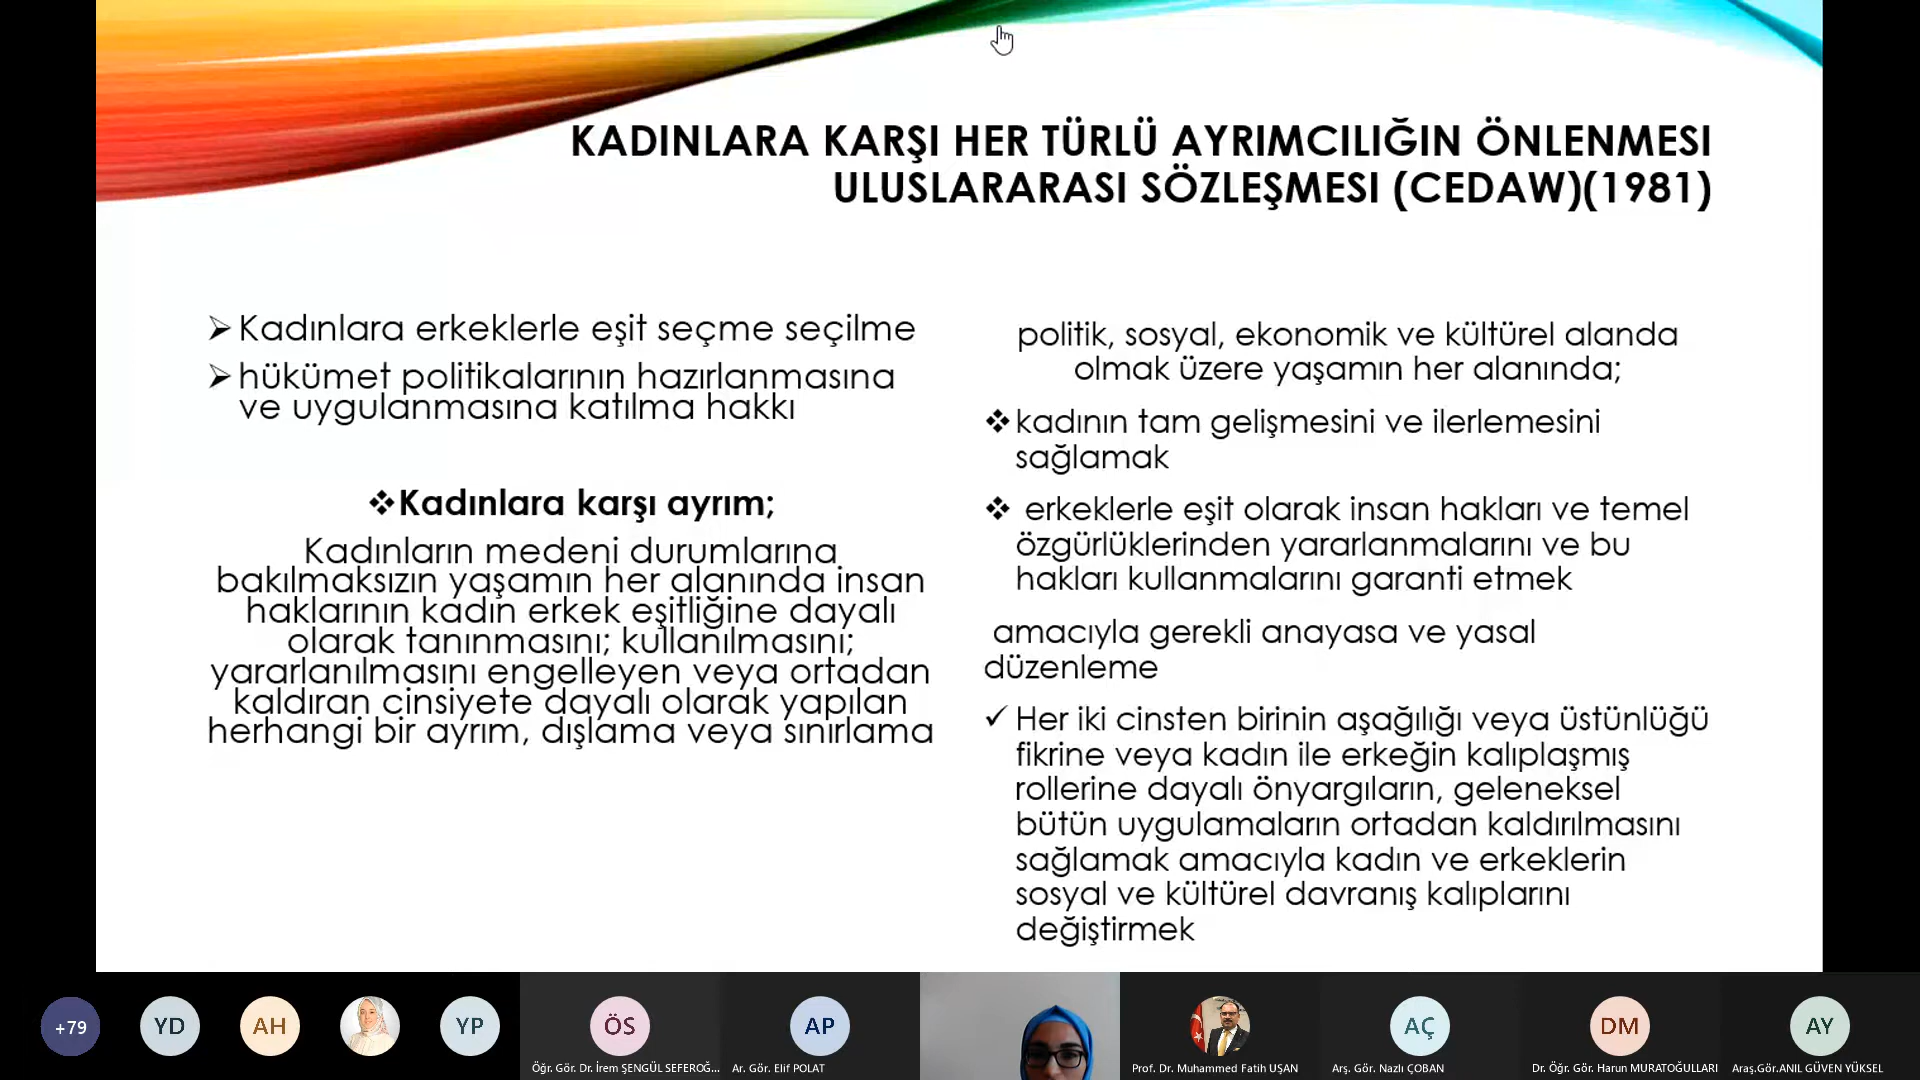 KADINLARA KARŞI HER TÜRLÜ AYRIMCILIĞIN ÖNLENMESI
ULUSLARARASI SÖZLEŞMESI (CEDAW)(1981)
➢Kadınlara erkeklerle eşit seçme seçilme
➢hükümet politikalarının hazırlanmasına
ve uygulanmasına katılma hakkı
❖Kadınlara karşı ayrım;
Kadınların medeni durumlarına
bakılmaksızın yaşamın her alanında insan
haklarının kadın erkek eşitliğine dayalı
olarak tanınmasını; kullanılmasını;
yararlanılmasını engelleyen veya ortadan
kaldıran cinsiyete dayalı olarak yapılan
herhangi bir ayrım, dışlama veya sınırlama
politik, sosyal, ekonomik ve kültürel alanda
olmak üzere yaşamın her alanında;
❖kadının tam gelişmesini ve ilerlemesini
sağlamak
❖ erkeklerle eşit olarak insan hakları ve temel
özgürlüklerinden yararlanmalarını ve bu
hakları kullanmalarını garanti etmek
amacıyla gerekli anayasa ve yasal
düzenleme
✓Her iki cinsten birinin aşağılığı veya üstünlüğü
fikrine veya kadın ile erkeğin kalıplaşmış
rollerine dayalı önyargıların, geleneksel
bütün uygulamaların ortadan kaldırılmasını
sağlamak amacıyla kadın ve erkeklerin
sosyal ve kültürel davranış kalıplarını
değiştirmek
+79
YD
AH
YP
ÖS
AP
AÇ
DM
AY
Öğr. Gör. Dr. İrem ŞENGÜL SEFEROĞ...
Ar. Gör. Elif POLAT
Prof. Dr. Muhammed Fatih UŞAN
Arş. Gör. Nazlı ÇOBAN
Dr. Öğr. Gör. Harun MURATOĞULLARI
Araş.Gör.ANIL GÜVEN YÜKSEL